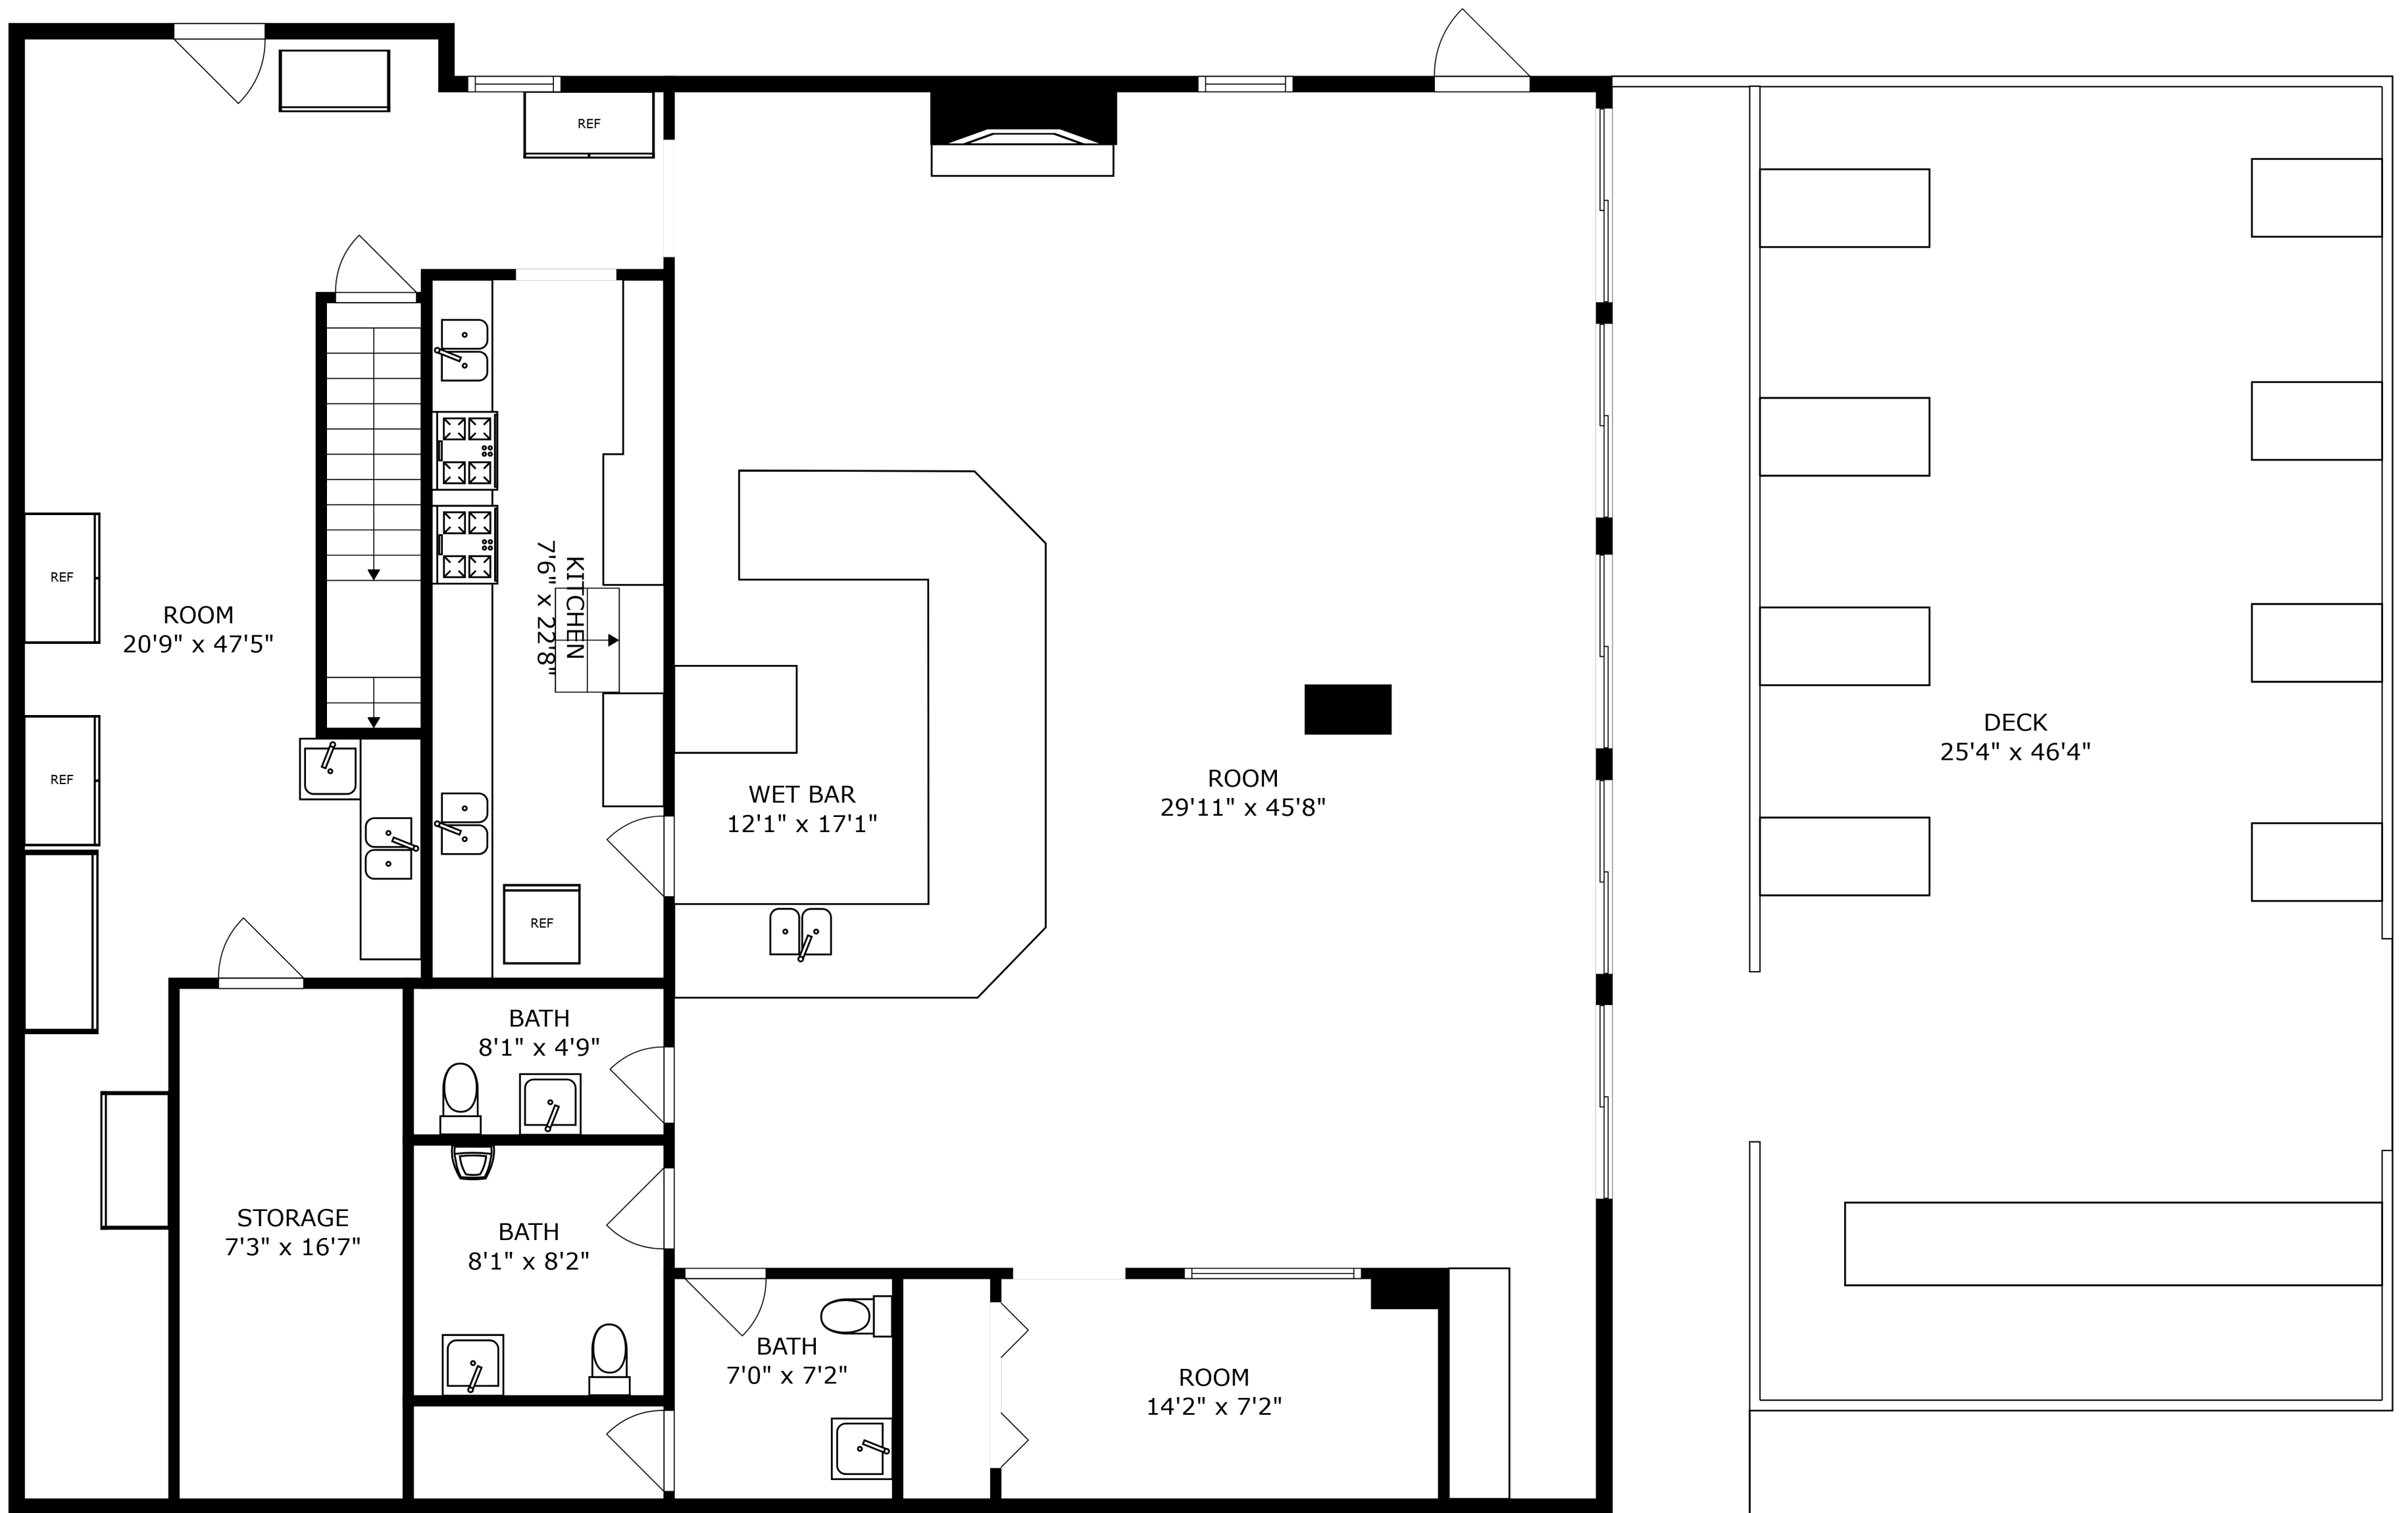 REF
KITCHEN
7'6" x 22'8"
REF
ROOM
20'9" x 47'5"
REF
DECK
25'4" x 46'4"
ROOM
29'11" x 45'8"
WET BAR
12'1" x 17'1"
REF
BATH
8'1" x 4'9"
STORAGE
7'3" x 16'7"
BATH
8'1" x 8'2"
BATH
7'0" x 7'2"
ROOM
14'2" x 7'2"